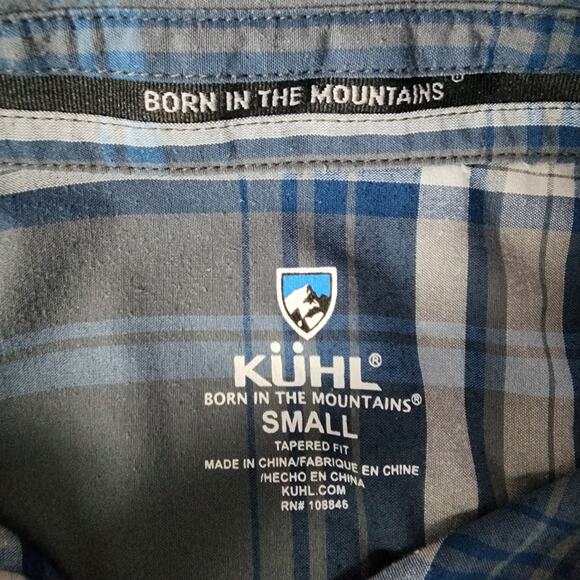 BORN IN THE MOUNTAINS®
KÜHL®
BORN IN THE MOUNTAINS®
SMALL
TAPERED FIT
MADE IN CHINA/FABRIQUE EN CHINE
/HECHO EN CHINA
KUHL.COM
RN# 108846